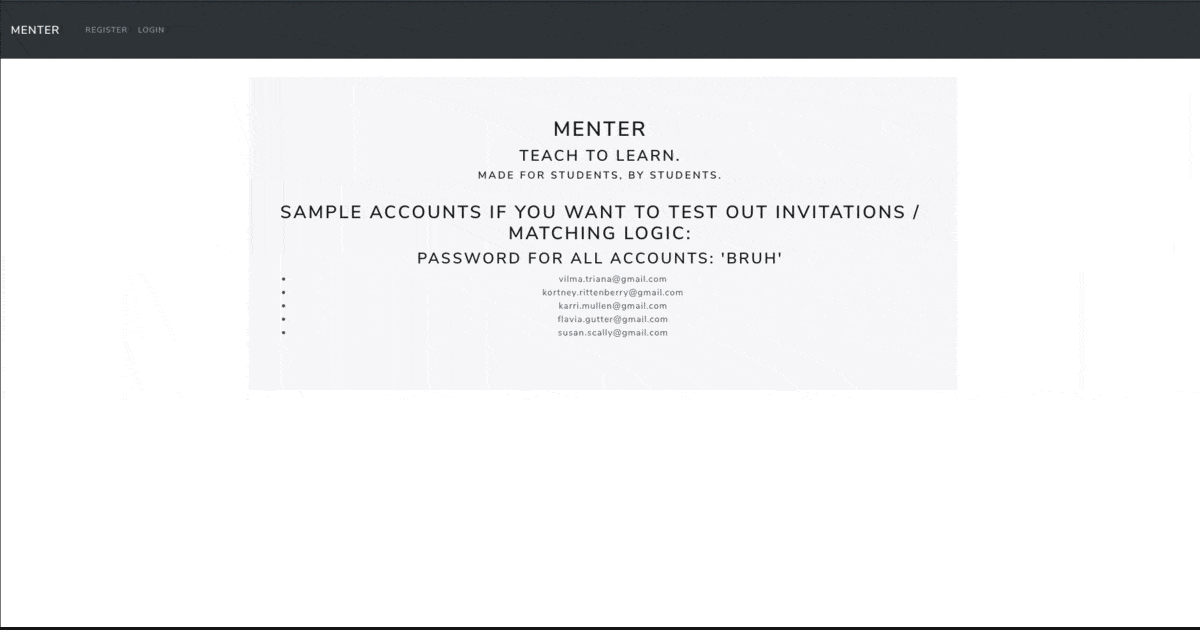 MENTER REGISTER LOGIN
MENTER
TEACH TO LEARN.
MADE FOR STUDENTS, BY STUDENTS.
SAMPLE ACCOUNTS IF YOU WANT TO TEST OUT INVITATIONS /
MATCHING LOGIC:
PASSWORD FOR ALL ACCOUNTS: 'BRUH'
vilma.triana@gmail.com
kortney.rittenberry@gmail.com
karri.mullen@gmail.com
flavia.gutter@gmail.com
susan.scally@gmail.com